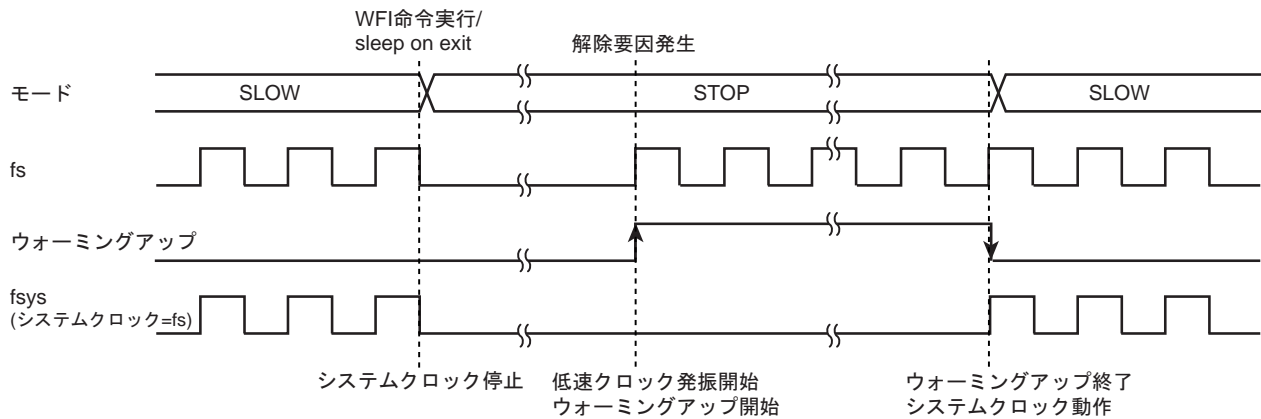 WFI命令実行/
sleep on exit
解除要因発生
モード
SLOW
STOP
SLOW
fs
ウォーミングアップ
fsys
(システムクロック=fs)
システムクロック停止
低速クロック発振開始
ウォーミングアップ開始
ウォーミングアップ終了
システムクロック動作